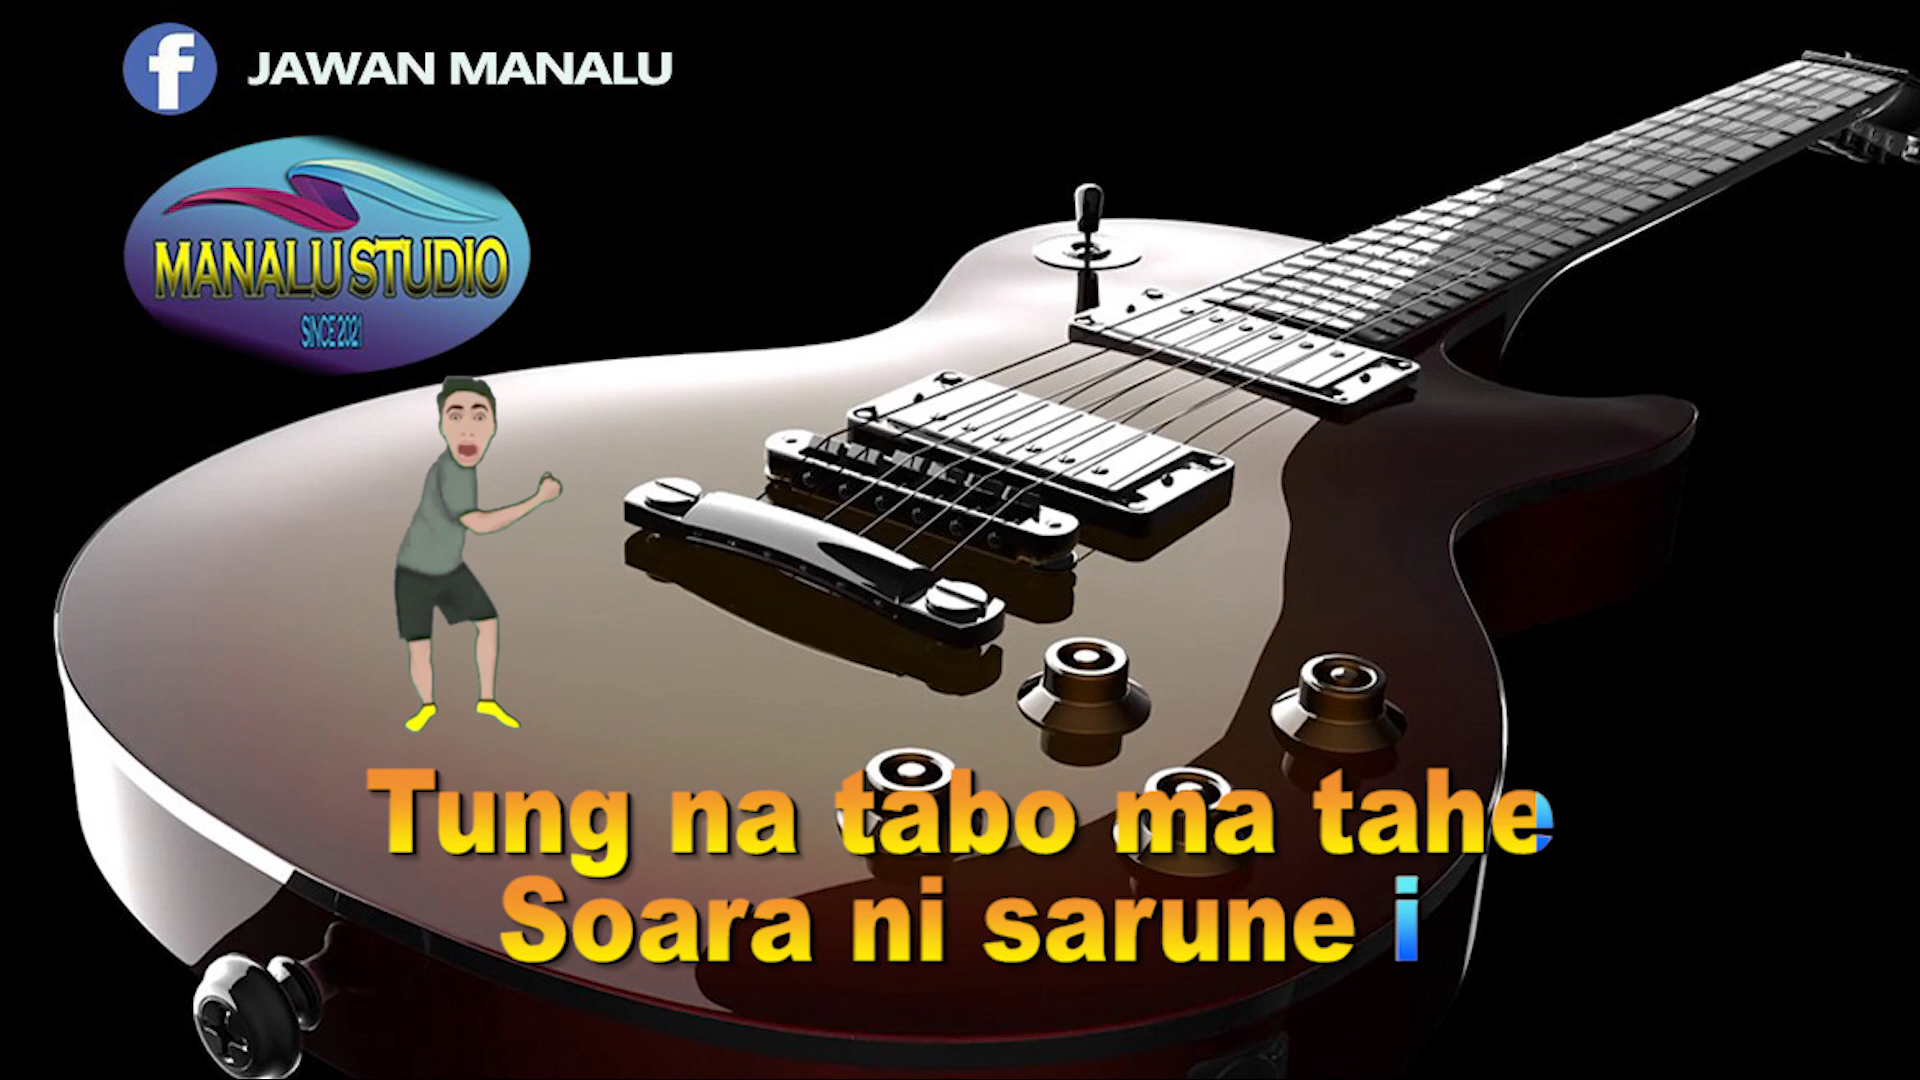 JAWAN MANALU
MANALU STUDIO
SINCE 2021
Tung na tabo ma tahe
Soara ni sarune i